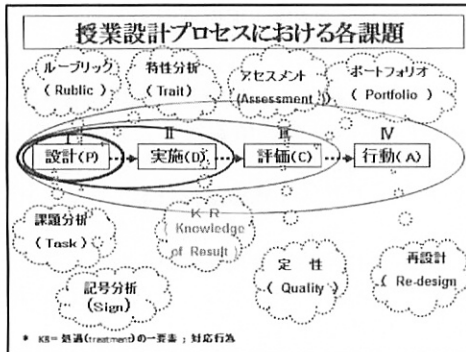 授業設計プロセスにおける各課題
ルーブリック
( Rublic )
特性分析
( Trait )
アセスメント
(Assessment )
ポートフォリオ
( Portfolio )
Ⅰ
Ⅱ
Ⅲ
Ⅳ
設計(P)
実施(D)
評価(C)
行動(A)
課題分析
( Task )
K R
( Knowledge
of Result )
記号分析
(Sign)
定 性
( Quality )
再設計
( Re-design )
* KR= 処遇(treatment)の一要素 ; 対応行為